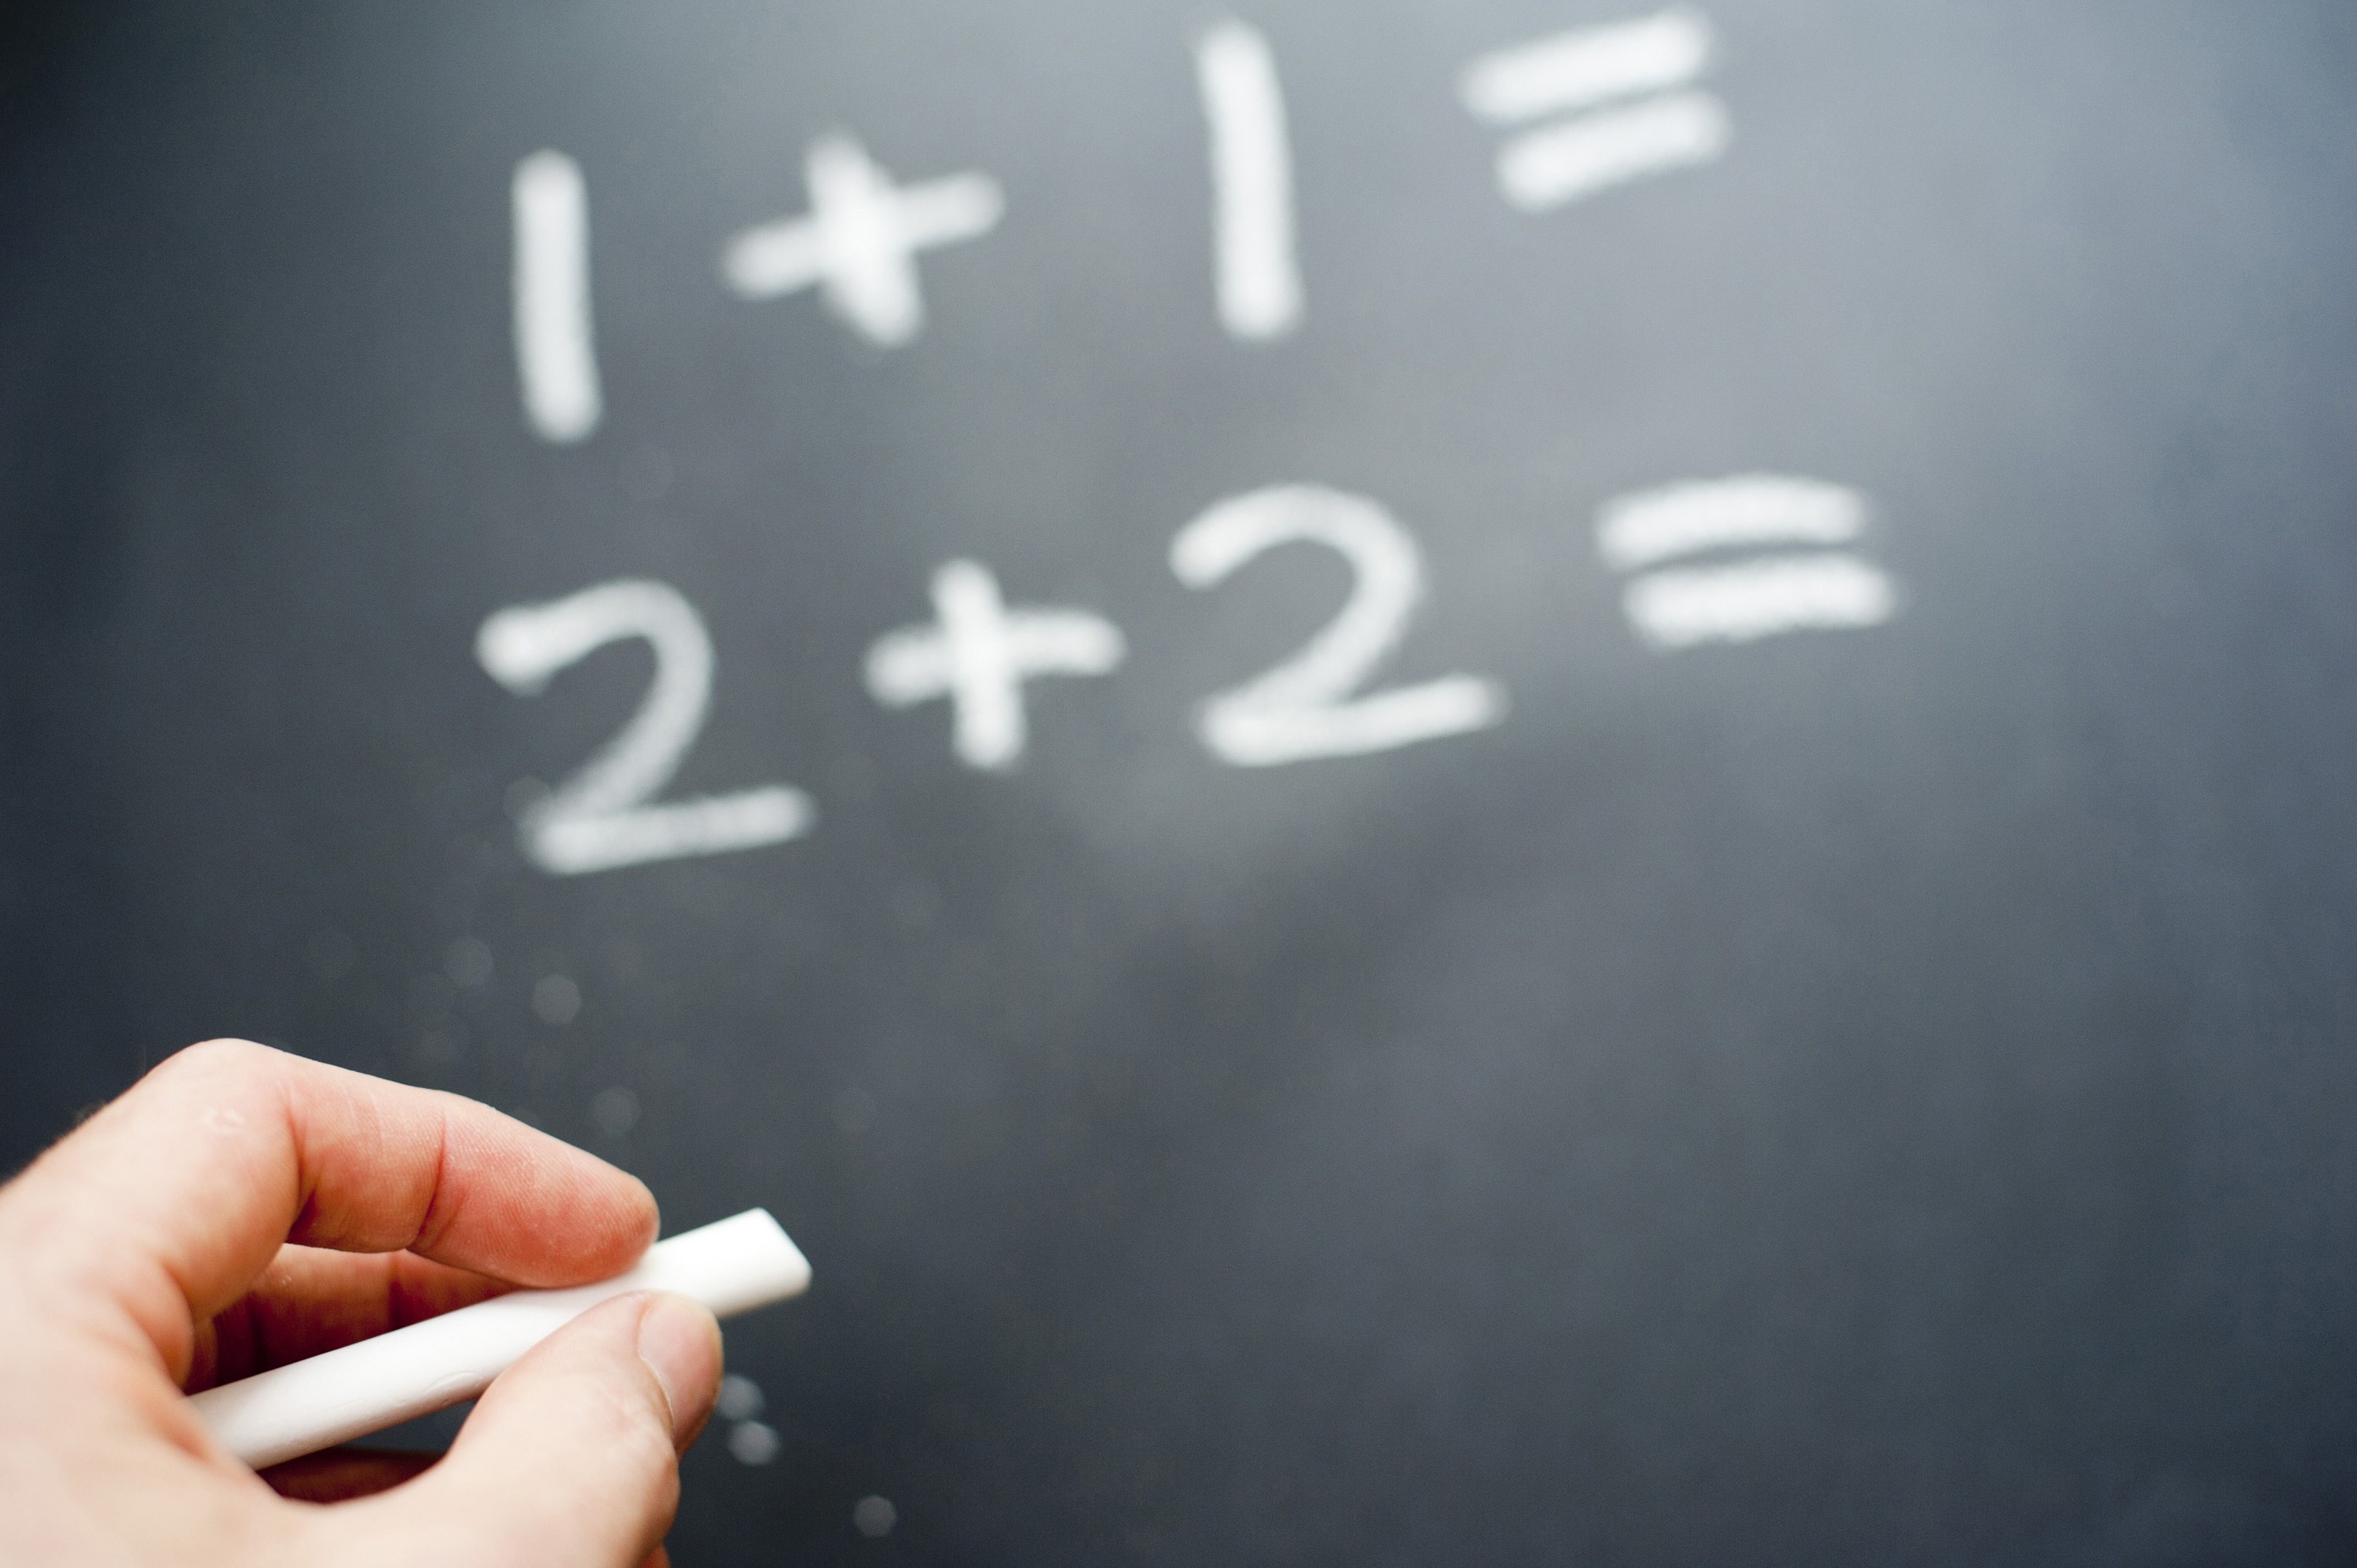 1 + 1 =
2 + 2 =